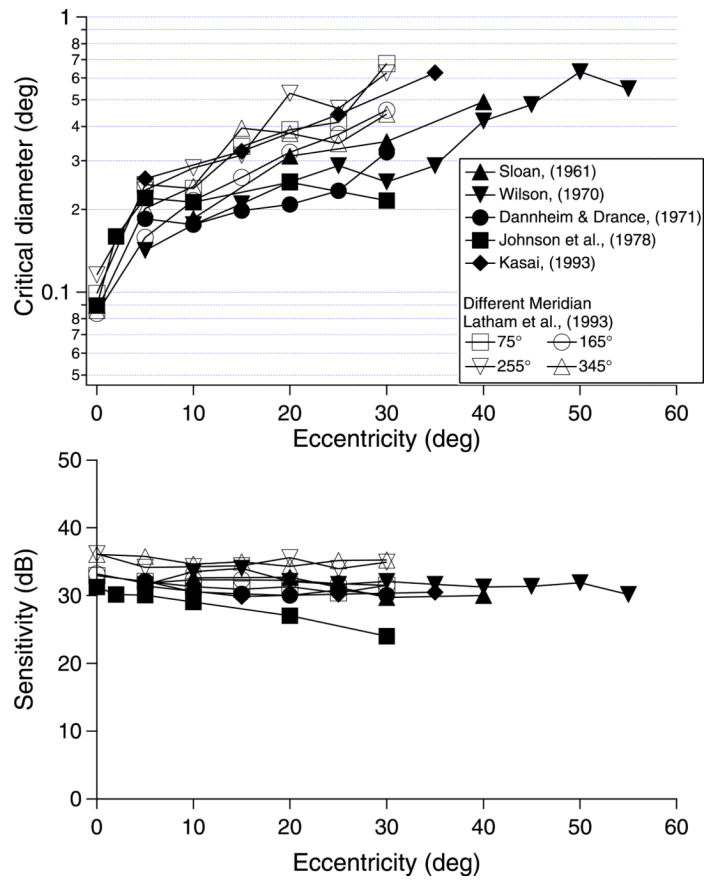 1
8
7
6
5
4
3
2
0.1
8
7
6
5
Critical diameter (deg)
Sloan, (1961)
Wilson, (1970)
Dannheim & Drance, (1971)
Johnson et al., (1978)
Kasai, (1993)
Different Meridian
Latham et al., (1993)
75° 165°
255° 345°
0 10 20 30 40 50 60
Eccentricity (deg)
50
40
30
20
10
0
Sensitivity (dB)
0 10 20 30 40 50 60
Eccentricity (deg)